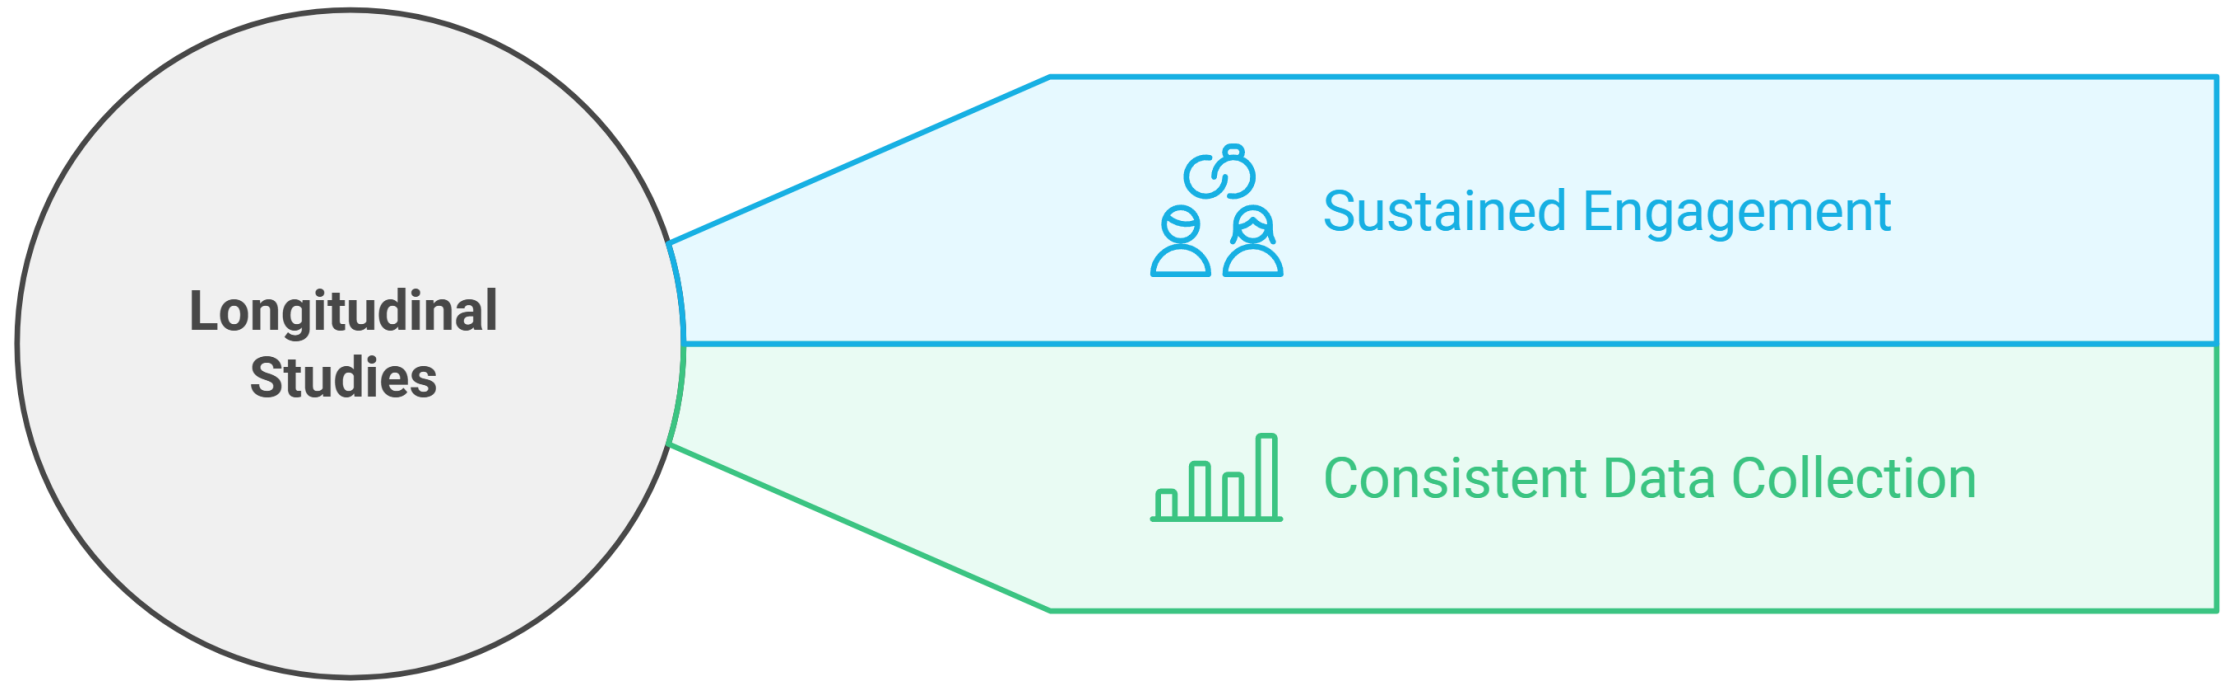 Longitudinal
Studies
Sustained Engagement
Consistent Data Collection